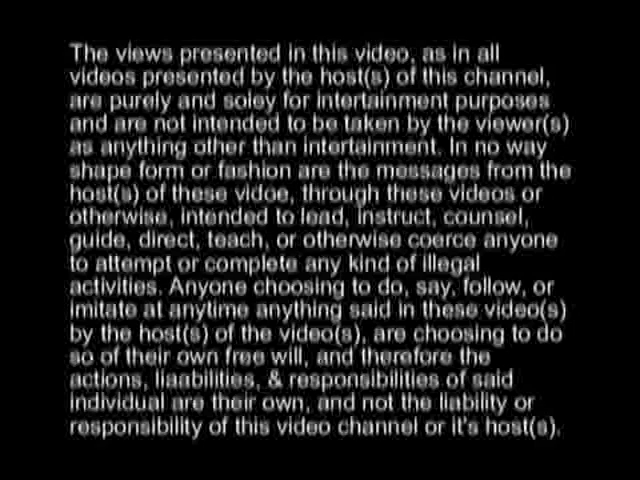 The views presented in this video, as in all
videos presented by the host(s) of this channel,
are purely and soley for intertainment purposes
and are not intended to be taken by the viewer(s)
as anything other than intertainment. In no way
shape form or fashion are the messages from the
host(s) of these vidoe, through these videos or
otherwise, intended to lead, instruct, counsel,
guide, direct, teach, or otherwise coerce anyone
to attempt or complete any kind of illegal
activities. Anyone choosing to do, say, follow, or
imitate at anytime anything said in these video(s)
by the host(s) of the video(s), are choosing to do
so of their own free will, and therefore the
actions, liaabilities, & responsibilities of said
individual are their own, and not the liability or
responsibility of this video channel or it's host(s).